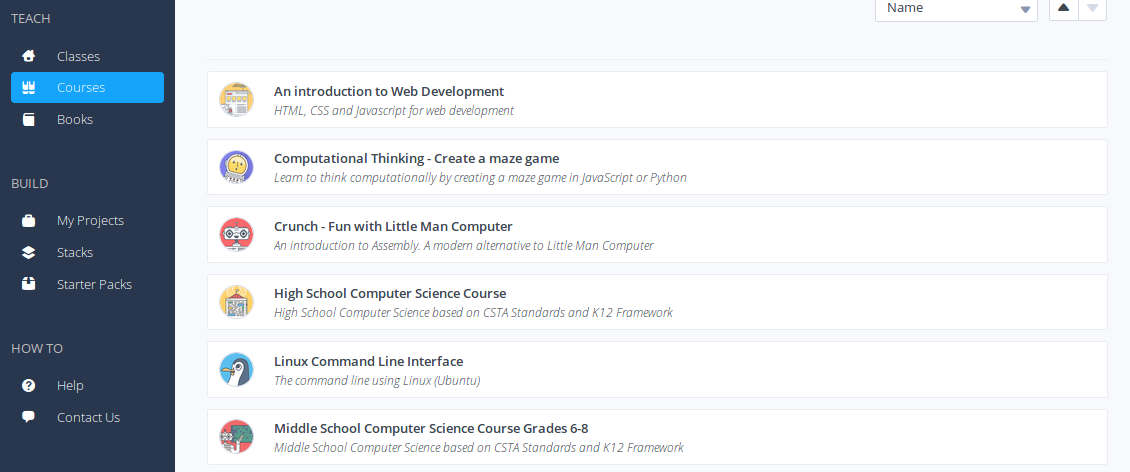 TEACH
Classes
Courses
Books
BUILD
My Projects
Stacks
Starter Packs
HOW TO
Help
Contact Us
Name
An introduction to Web Development
HTML, CSS and Javascript for web development
Computational Thinking - Create a maze game
Learn to think computationally by creating a maze game in JavaScript or Python
Crunch - Fun with Little Man Computer
An introduction to Assembly. A modern alternative to Little Man Computer
High School Computer Science Course
High School Computer Science based on CSTA Standards and K12 Framework
Linux Command Line Interface
The command line using Linux (Ubuntu)
Middle School Computer Science Course Grades 6-8
Middle School Computer Science based on CSTA Standards and K12 Framework